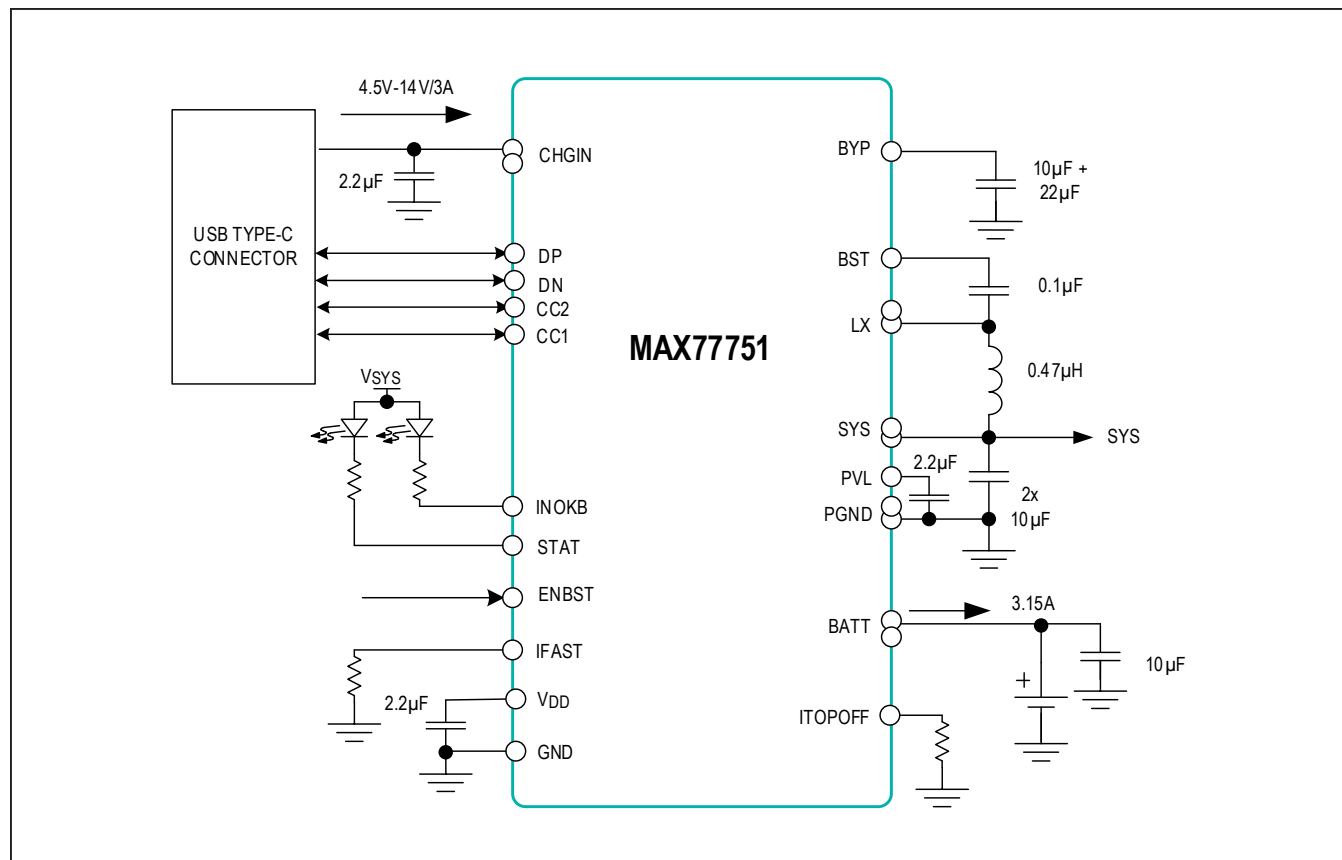 4.5V-14V/3A
CHGIN
2.2µF
USB TYPE-C
CONNECTOR
DP
DN
CC2
CC1
VSYS
INOKB
STAT
ENBST
IFAST
2.2µF
VDD
GND
MAX77751
BYP
10µF +
22µF
BST
0.1µF
LX
0.47µH
SYS
SYS
2.2µF
PVL
2x
10µF
PGND
3.15A
BATT
10µF
+
ITOPOFF